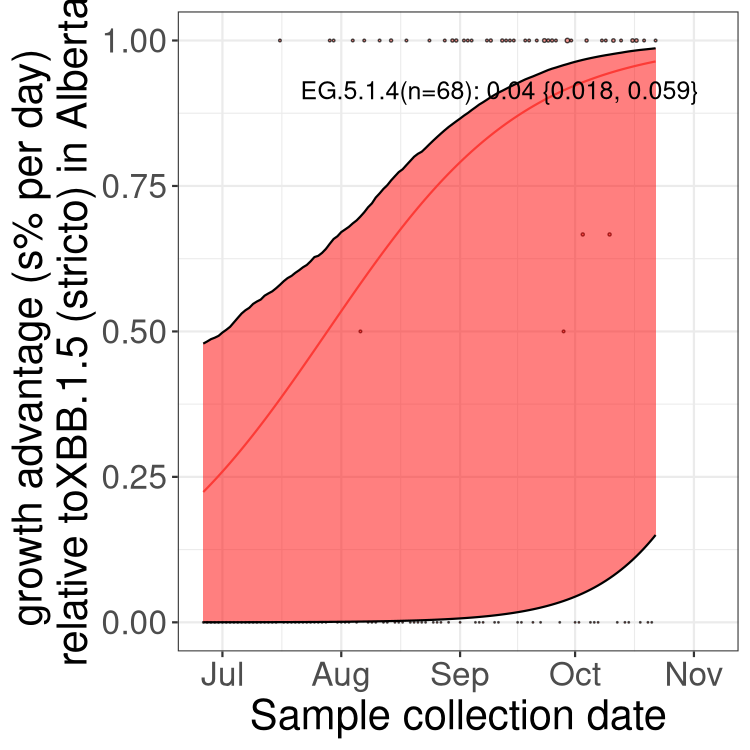 growth advantage (s% per day)
relative toXBB.1.5 (stricto) in Alberta
1.00
0.75
0.50
0.25
0.00
EG.5.1.4(n=68): 0.04 {0.018, 0.059}
Jul Aug Sep Oct Nov
Sample collection date